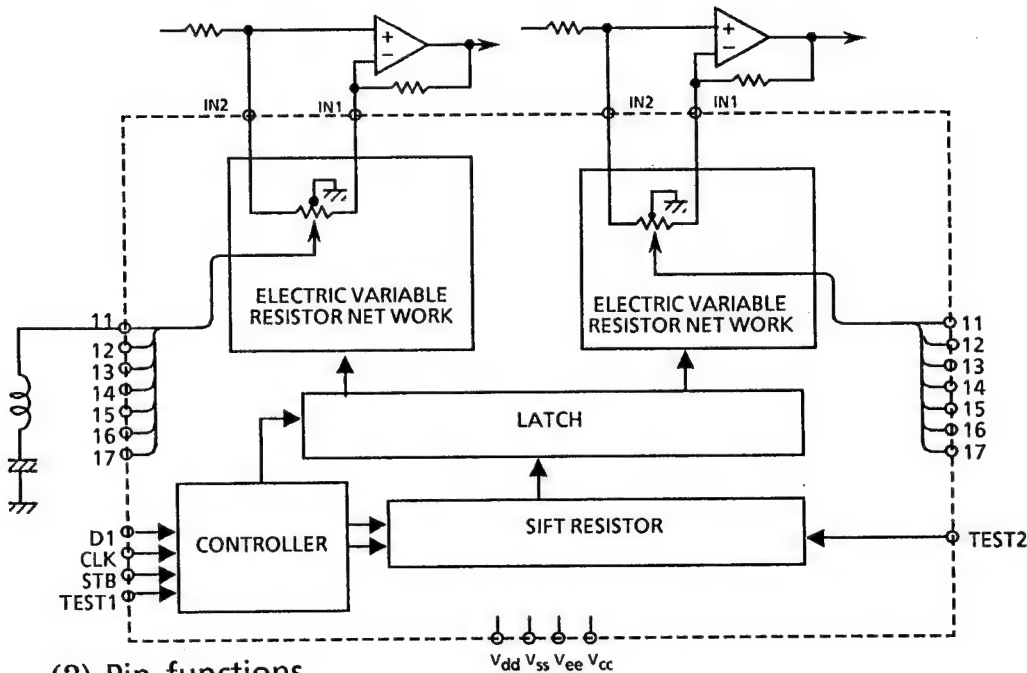 +
−
+
−
IN2
IN1
IN2
IN1
ELECTRIC VARIABLE
RESISTOR NET WORK
ELECTRIC VARIABLE
RESISTOR NET WORK
11
12
13
14
15
16
17
11
12
13
14
15
16
17
LATCH
CONTROLLER
SIFT RESISTOR
D1
CLK
STB
TEST1
TEST2
Vdd Vss Vee Vcc
(2) Pin functions